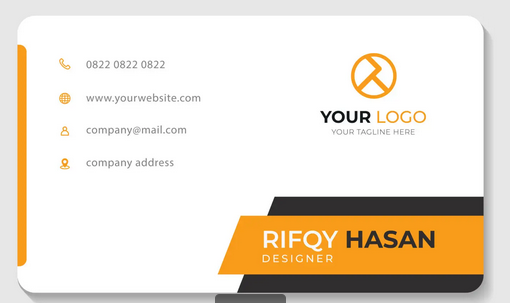 0822 0822 0822
www.yourwebsite.com
company@mail.com
company address
YOUR LOGO
YOUR TAGLINE HERE
RIFQY HASAN
DESIGNER